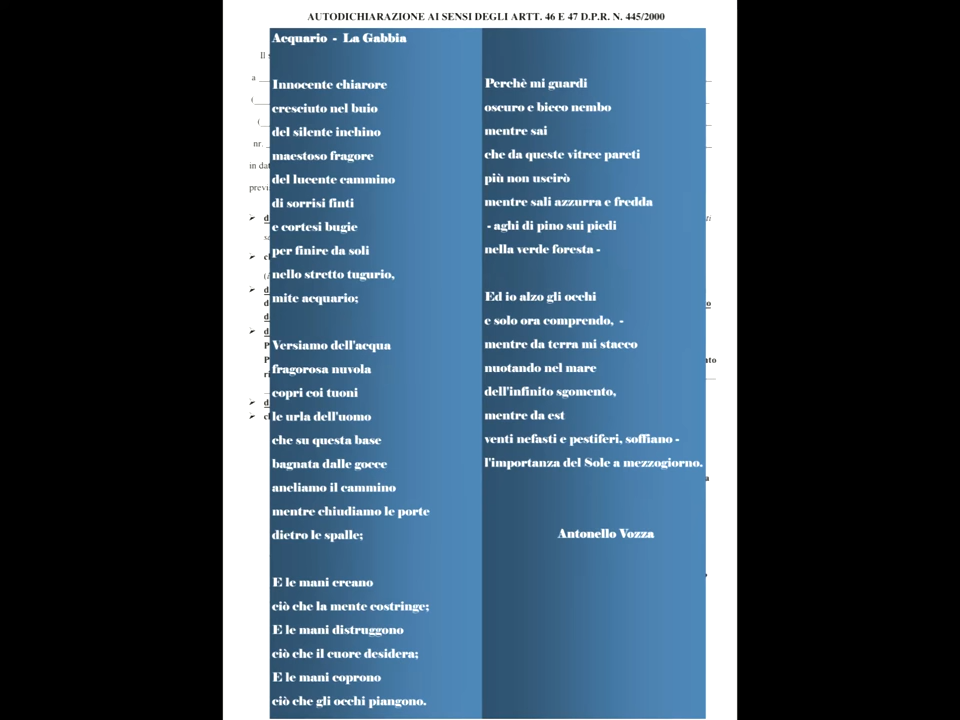 AUTODICHIARAZIONE AI SENSI DEGLI ARTT. 46 E 47 D.P.R. N. 445/2000
Acquario - La Gabbia
Innocente chiarore
cresciuto nel buio
del silente inchino
maestoso fragore
del lucente cammino
di sorrisi finti
e cortesi bugie
per finire da soli
nello stretto tugurio,
mite acquario;
Versiamo dell'acqua
fragorosa nuvola
copri coi tuoni
le urla dell'uomo
che su questa base
bagnata dalle gocce
aneliamo il cammino
mentre chiudiamo le porte
dietro le spalle;
E le mani creano
ciò che la mente costringe;
E le mani distruggono
ciò che il cuore desidera;
E le mani coprono
ciò che gli occhi piangono.
Perchè mi guardi
oscuro e bieco nembo
mentre sai
che da queste vitree pareti
più non uscirò
mentre sali azzurra e fredda
- aghi di pino sui piedi
nella verde foresta -
Ed io alzo gli occhi
e solo ora comprendo, -
mentre da terra mi stacco
nuotando nel mare
dell'infinito sgomento,
mentre da est
venti nefasti e pestiferi, soffiano -
l'importanza del Sole a mezzogiorno.
Antonello Vozza
Il
a
nr.
in dat
previ